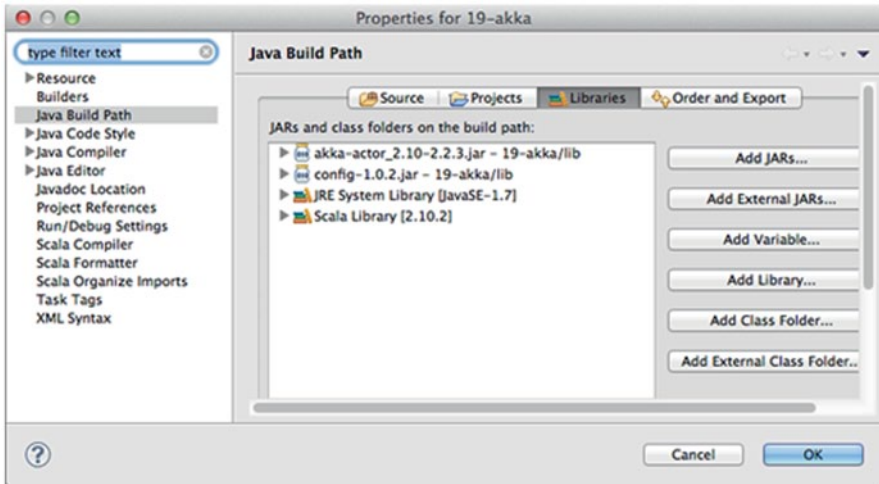 Properties for 19-akka
type filter text
Resource
Builders
Java Build Path
Java Code Style
Java Compiler
Java Editor
Javadoc Location
Project References
Run/Debug Settings
Scala Compiler
Scala Formatter
Scala Organize Imports
Task Tags
XML Syntax
Java Build Path
Source Projects Libraries Order and Export
JARs and class folders on the build path:
akka-actor_2.10-2.2.3.jar – 19-akka/lib
config-1.0.2.jar – 19-akka/lib
JRE System Library [JavaSE-1.7]
Scala Library [2.10.2]
Add JARs...
Add External JARs...
Add Variable...
Add Library...
Add Class Folder...
Add External Class Folder..
?
Cancel OK